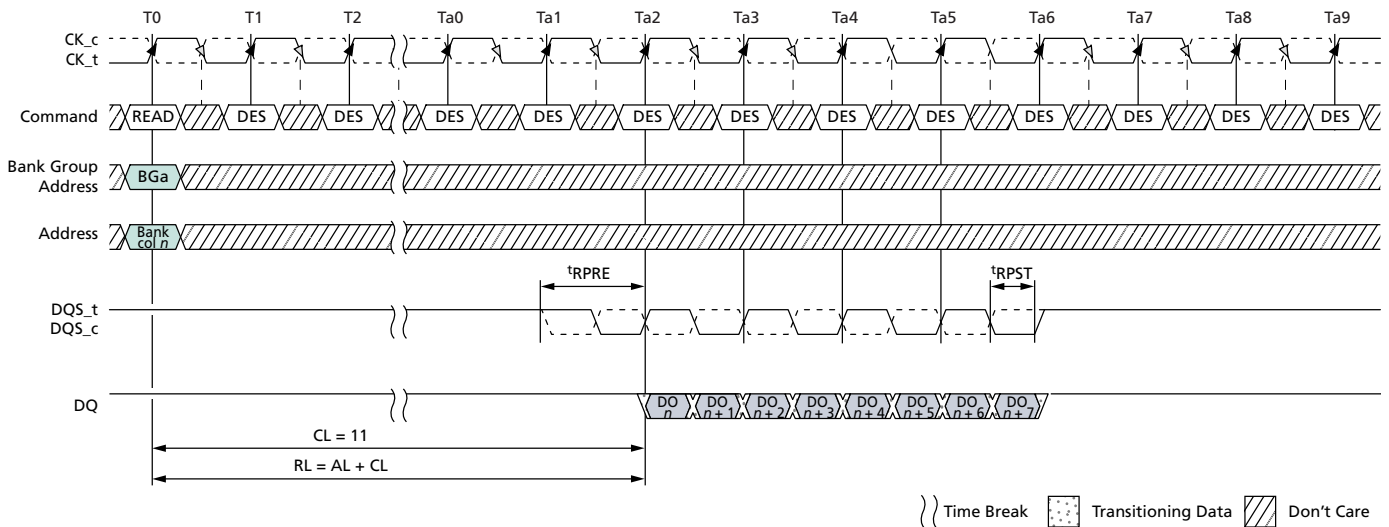 T0 T1 T2 Ta0 Ta1 Ta2 Ta3 Ta4 Ta5 Ta6 Ta7 Ta8 Ta9
CK_c
CK_t
Command READ DES DES DES DES DES DES DES DES DES DES DES DES
Bank Group
Address
BGa
Address
Bank
col n
tRPRE
tRPST
DQS_t
DQS_c
DQ
DO n
DO n + 1
DO n + 2
DO n + 3
DO n + 4
DO n + 5
DO n + 6
DO n + 7
CL = 11
RL = AL + CL
Time Break Transitioning Data Don't Care